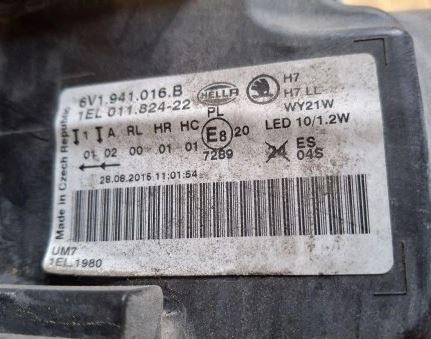 6V1.941.016.B HELLA H7
1EL 011.824-22 H7 LL
PL WY21W
1 A RL HR HC E8 20 LED 10/1.2W
01 02 00 01 01 7289 ES
04S
28.08.2015 11:01:54
UM7
1EL.1980
Made in Czech Republic